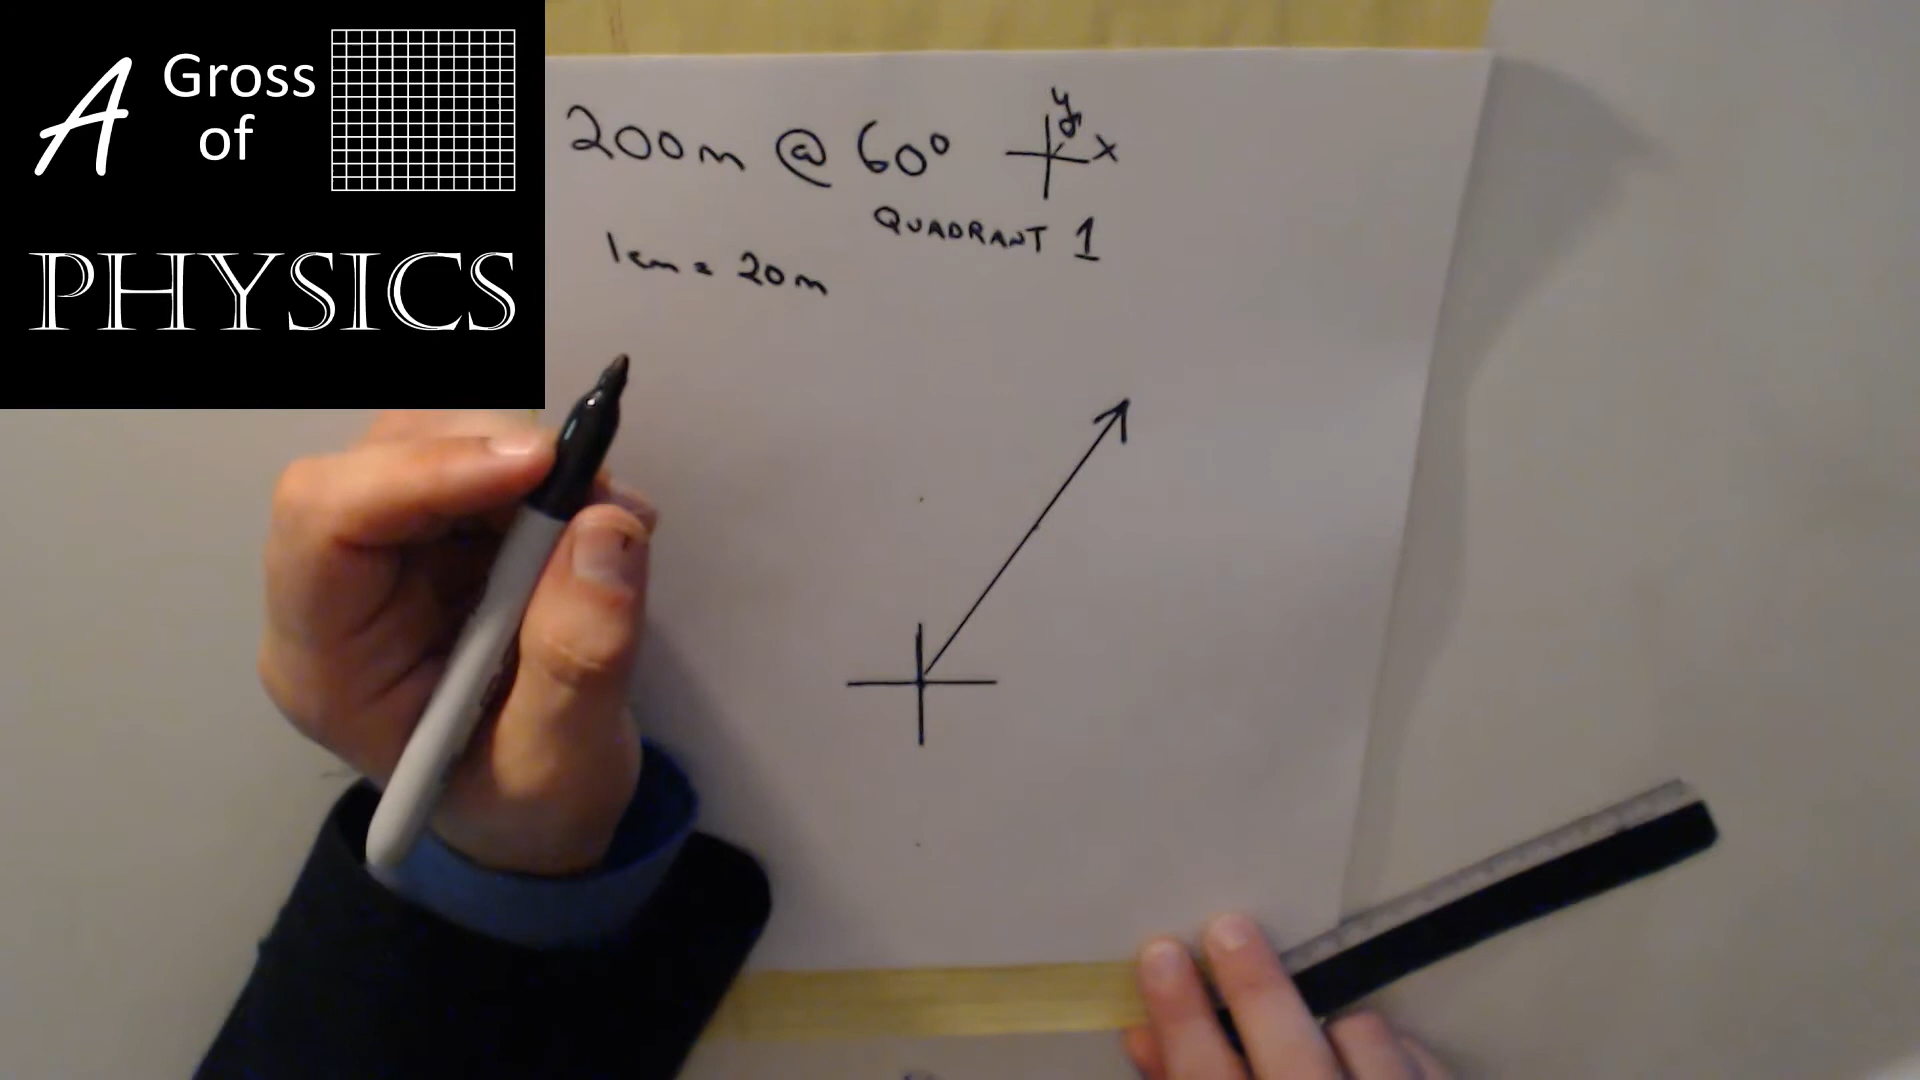 A Gross
of
PHYSICS
200m @ 60°
y
x
QUADRANT 1
1cm = 20m